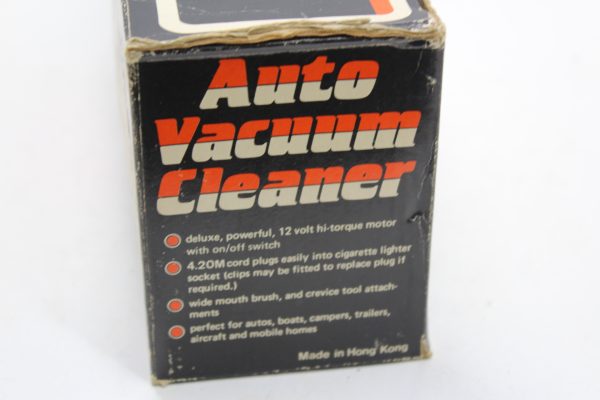 Auto
Vacuum
Cleaner
deluxe, powerful, 12 volt hi-torque motor
with on/off switch
4.20M cord plugs easily into cigarette lighter
socket (clips may be fitted to replace plug if
required.)
wide mouth brush, and crevice tool attach-
ments
perfect for autos, boats, campers, trailers,
aircraft and mobile homes
Made in Hong Kong